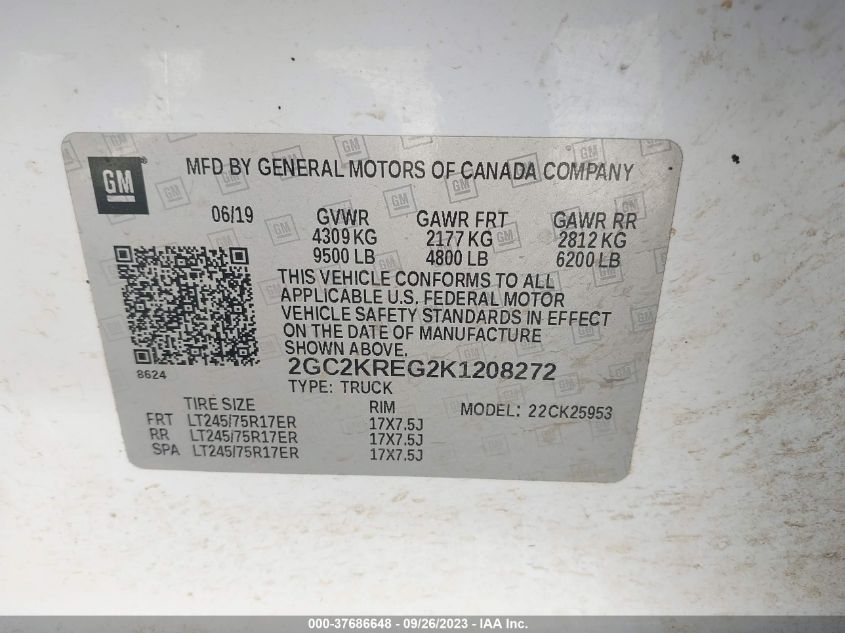 GM
MFD BY GENERAL MOTORS OF CANADA COMPANY
06/19 GVWR GAWR FRT GAWR RR
4309 KG 2177 KG 2812 KG
9500 LB 4800 LB 6200 LB
THIS VEHICLE CONFORMS TO ALL
APPLICABLE U.S. FEDERAL MOTOR
VEHICLE SAFETY STANDARDS IN EFFECT
ON THE DATE OF MANUFACTURE
SHOWN ABOVE.
8624
2GC2KREG2K1208272
TYPE: TRUCK
TIRE SIZE RIM MODEL: 22CK25953
FRT LT245/75R17ER 17X7.5J
RR LT245/75R17ER 17X7.5J
SPA LT245/75R17ER 17X7.5J
000-37686648 - 09/26/2023 - IAA Inc.